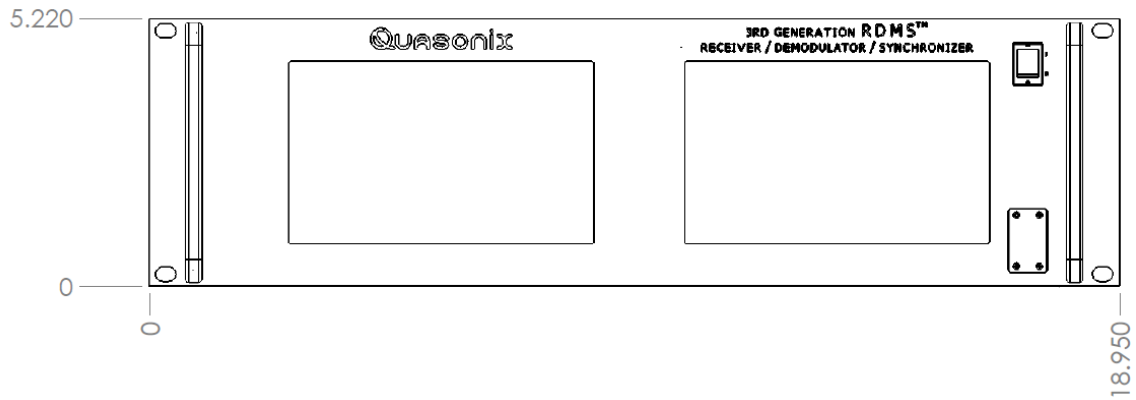 5.220
Quasonix
3RD GENERATION RDMS™
RECEIVER / DEMODULATOR / SYNCHRONIZER
0
0
18.950